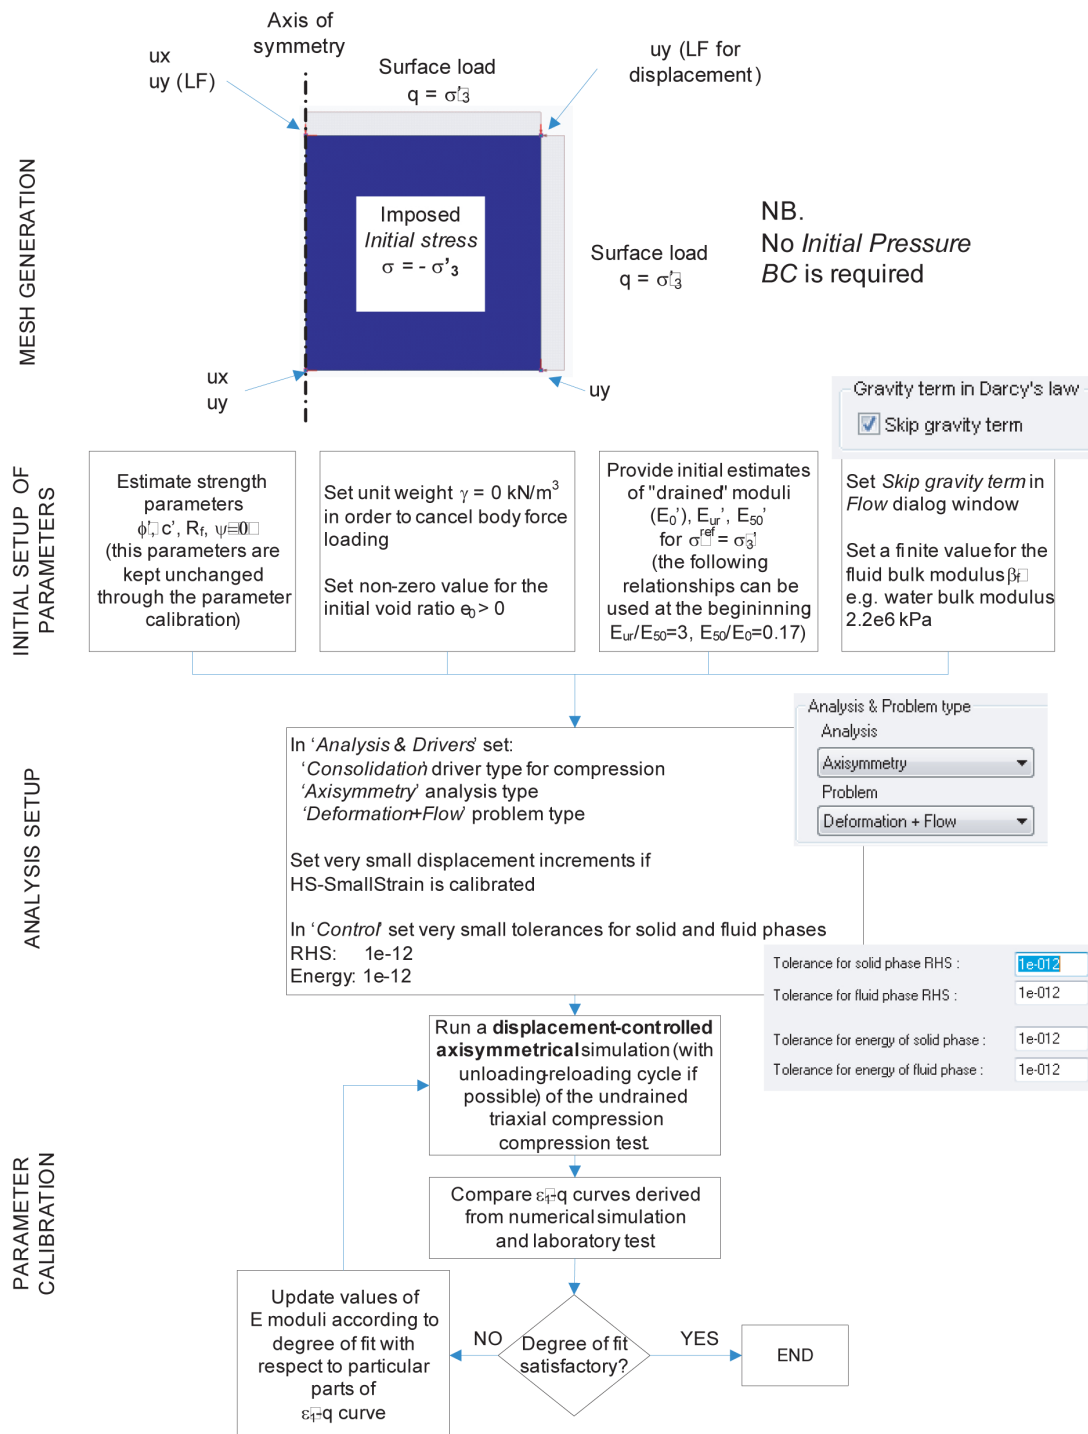 Axis of
symmetry
ux
uy (LF)
uy (LF for
displacement)
Surface load
q = σ'3
MESH GENERATION
Imposed
Initial stress
σ = - σ'3
Surface load
q = σ'3
NB.
No Initial Pressure
BC is required
ux
uy
uy
Gravity term in Darcy's law
Skip gravity term
INITIAL SETUP OF
PARAMETERS
Estimate strength
parameters
ϕ', c', Rf, ψ=0
(this parameters are
kept unchanged
through the parameter
calibration)
Set unit weight γ = 0 kN/m³
in order to cancel body force
loading
Set non-zero value for the
initial void ratio e0 > 0
Provide initial estimates
of "drained" moduli
(E0'), Eur', E50'
for σref = σ3'
(the following
relationships can be
used at the begininning
Eur/E50=3, E50/E0=0.17)
Set Skip gravity term in
Flow dialog window
Set a finite value for the
fluid bulk modulus βf
e.g. water bulk modulus
2.2e6 kPa
ANALYSIS SETUP
In 'Analysis & Drivers' set:
'Consolidation' driver type for compression
'Axisymmetry' analysis type
'Deformation+Flow' problem type
Set very small displacement increments if
HS-SmallStrain is calibrated
In 'Control' set very small tolerances for solid and fluid phases
RHS: 1e-12
Energy: 1e-12
Analysis & Problem type
Analysis
Axisymmetry
Problem
Deformation + Flow
Tolerance for solid phase RHS : 1e-012
Tolerance for fluid phase RHS : 1e-012
Tolerance for energy of solid phase : 1e-012
Tolerance for energy of fluid phase : 1e-012
PARAMETER
CALIBRATION
Run a displacement-controlled
axisymmetrical simulation (with
unloading-reloading cycle if
possible) of the undrained
triaxial compression
compression test.
Compare ε1-q curves derived
from numerical simulation
and laboratory test
Degree of fit
satisfactory?
NO
YES
END
Update values of
E moduli according to
degree of fit with
respect to particular
parts of
ε1-q curve